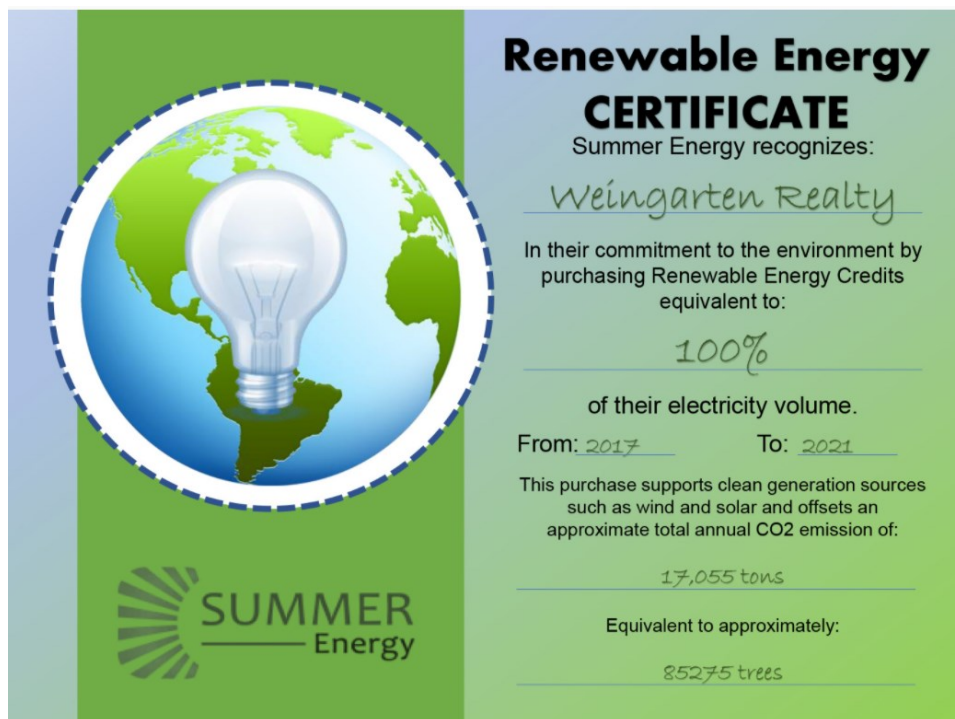 Renewable Energy
CERTIFICATE
Summer Energy recognizes:
Weingarten Realty
In their commitment to the environment by
purchasing Renewable Energy Credits
equivalent to:
100%
of their electricity volume.
From: 2017 To: 2021
This purchase supports clean generation sources
such as wind and solar and offsets an
approximate total annual CO2 emission of:
17,055 tons
Equivalent to approximately:
85275 trees
SUMMER
Energy